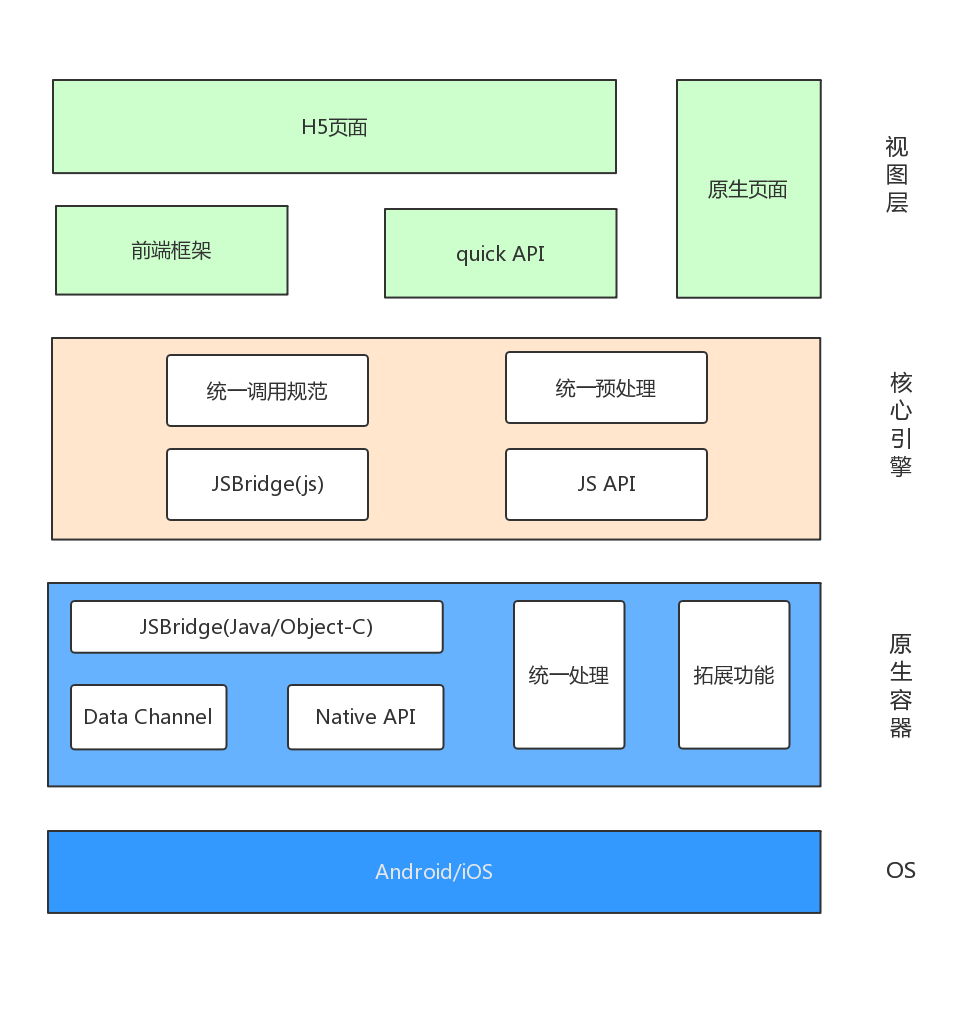 H5页面
原生页面
前端框架
quick API
视图层
统一调用规范
统一预处理
JSBridge(js)
JS API
核心引擎
JSBridge(Java/Object-C)
统一处理
拓展功能
Data Channel
Native API
原生容器
Android/iOS
OS